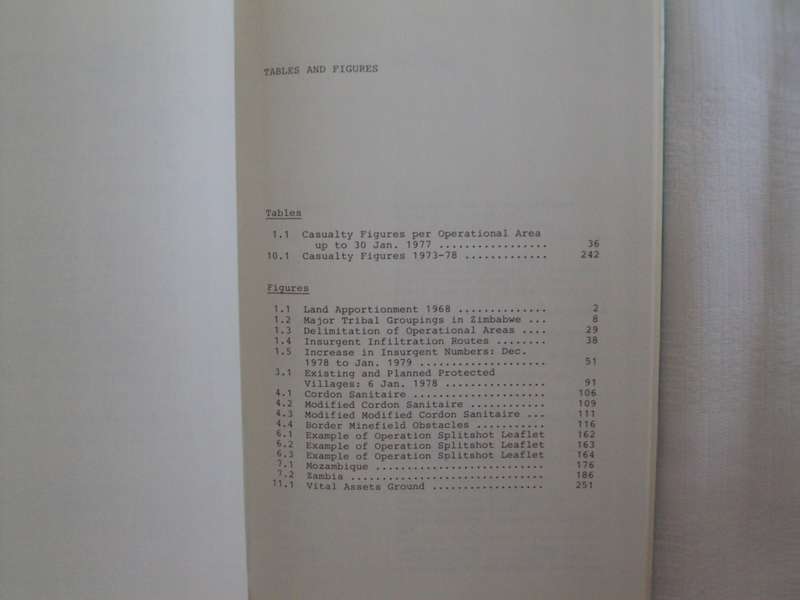 TABLES AND FIGURES
Tables
1.1 Casualty Figures per Operational Area
up to 30 Jan. 1977 ................. 36
10.1 Casualty Figures 1973-78 ............. 242
Figures
1.1 Land Apportionment 1968 .............. 2
1.2 Major Tribal Groupings in Zimbabwe ... 8
1.3 Delimitation of Operational Areas .... 29
1.4 Insurgent Infiltration Routes ........ 38
1.5 Increase in Insurgent Numbers: Dec.
1978 to Jan. 1979 .................... 51
3.1 Existing and Planned Protected
Villages: 6 Jan. 1978 ................ 91
4.1 Cordon Sanitaire ..................... 106
4.2 Modified Cordon Sanitaire ............ 109
4.3 Modified Modified Cordon Sanitaire ... 111
4.4 Border Minefield Obstacles ........... 116
6.1 Example of Operation Splitshot Leaflet 162
6.2 Example of Operation Splitshot Leaflet 163
6.3 Example of Operation Splitshot Leaflet 164
7.1 Mozambique ........................... 176
7.2 Zambia ............................... 186
11.1 Vital Assets Ground .................. 251